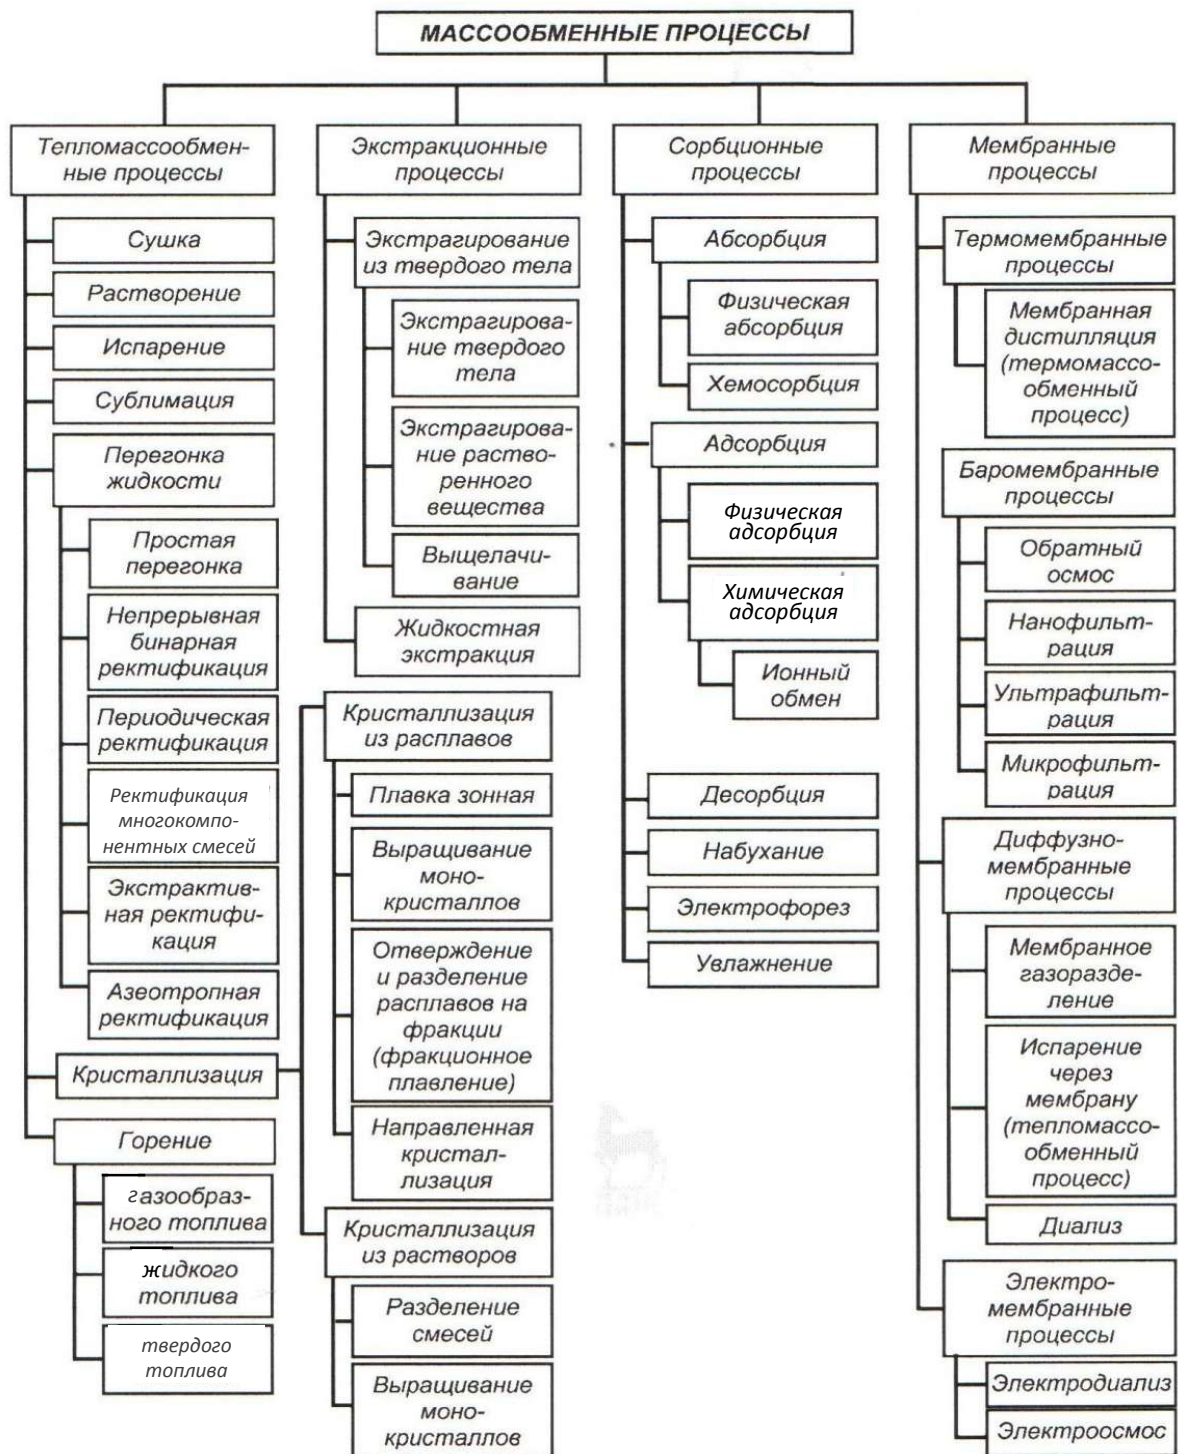 МАССООБМЕННЫЕ ПРОЦЕССЫ
Тепломассообмен-
ные процессы
Сушка
Растворение
Испарение
Сублимация
Перегонка
жидкости
Простая
перегонка
Непрерывная
бинарная
ректификация
Периодическая
ректификация
Ректификация
многокомпо-
нентных смесей
Экстрактив-
ная ректифи-
кация
Азеотропная
ректификация
Кристаллизация
Кристаллизация
из расплавов
Плавка зонная
Выращивание
моно-
кристаллов
Отверждение
и разделение
расплавов на
фракции
(фракционное
плавление)
Направленная
кристал-
лизация
Кристаллизация
из растворов
Разделение
смесей
Выращивание
моно-
кристаллов
Горение
газообраз-
ного топлива
жидкого
топлива
твердого
топлива
Экстракционные
процессы
Экстрагирование
из твердого тела
Экстрагирова-
ние твердого
тела
Экстрагирова-
ние раство-
ренного
вещества
Выщелачи-
вание
Жидкостная
экстракция
Сорбционные
процессы
Абсорбция
Физическая
абсорбция
Хемосорбция
Адсорбция
Физическая
адсорбция
Химическая
адсорбция
Ионный
обмен
Десорбция
Набухание
Электрофорез
Увлажнение
Мембранные
процессы
Термомембранные
процессы
Мембранная
дистилляция
(термомассо-
обменный
процесс)
Баромембранные
процессы
Обратный
осмос
Нанофильт-
рация
Ультрафильт-
рация
Микрофильт-
рация
Диффузно-
мембранные
процессы
Мембранное
газоразде-
ление
Испарение
через
мембрану
(тепломассо-
обменный
процесс)
Диализ
Электро-
мембранные
процессы
Электродиализ
Электроосмос